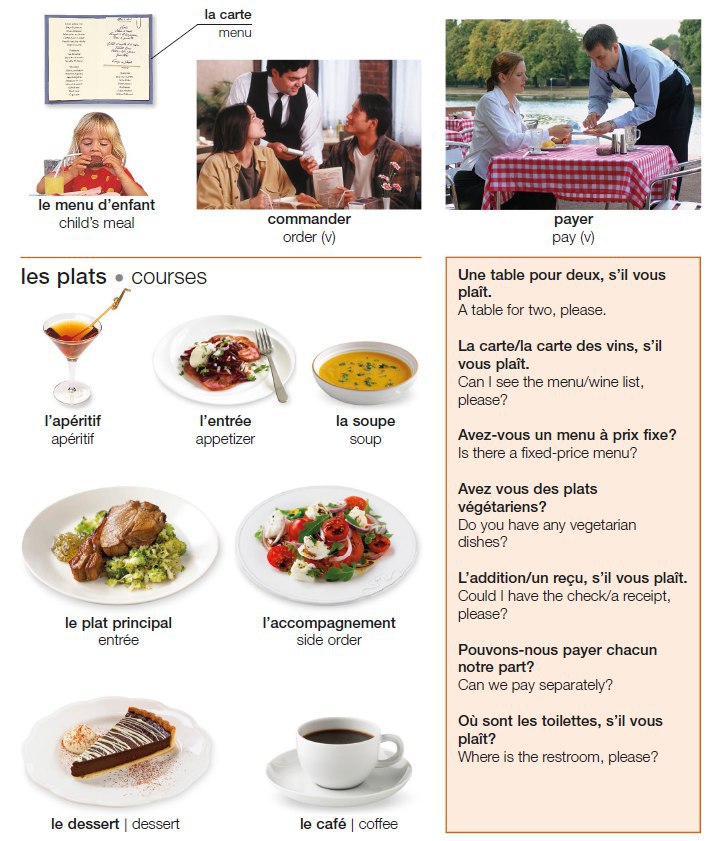 la carte
menu
le menu d’enfant
child’s meal
commander
order (v)
payer
pay (v)
les plats • courses
l’apéritif
apéritif
l’entrée
appetizer
la soupe
soup
le plat principal
entrée
l’accompagnement
side order
le dessert | dessert
le café | coffee
Une table pour deux, s’il vous
plaît.
A table for two, please.
La carte/la carte des vins, s’il
vous plaît.
Can I see the menu/wine list,
please?
Avez-vous un menu à prix fixe?
Is there a fixed-price menu?
Avez vous des plats
végétariens?
Do you have any vegetarian
dishes?
L’addition/un reçu, s’il vous plaît.
Could I have the check/a receipt,
please?
Pouvons-nous payer chacun
notre part?
Can we pay separately?
Où sont les toilettes, s’il vous
plaît?
Where is the restroom, please?